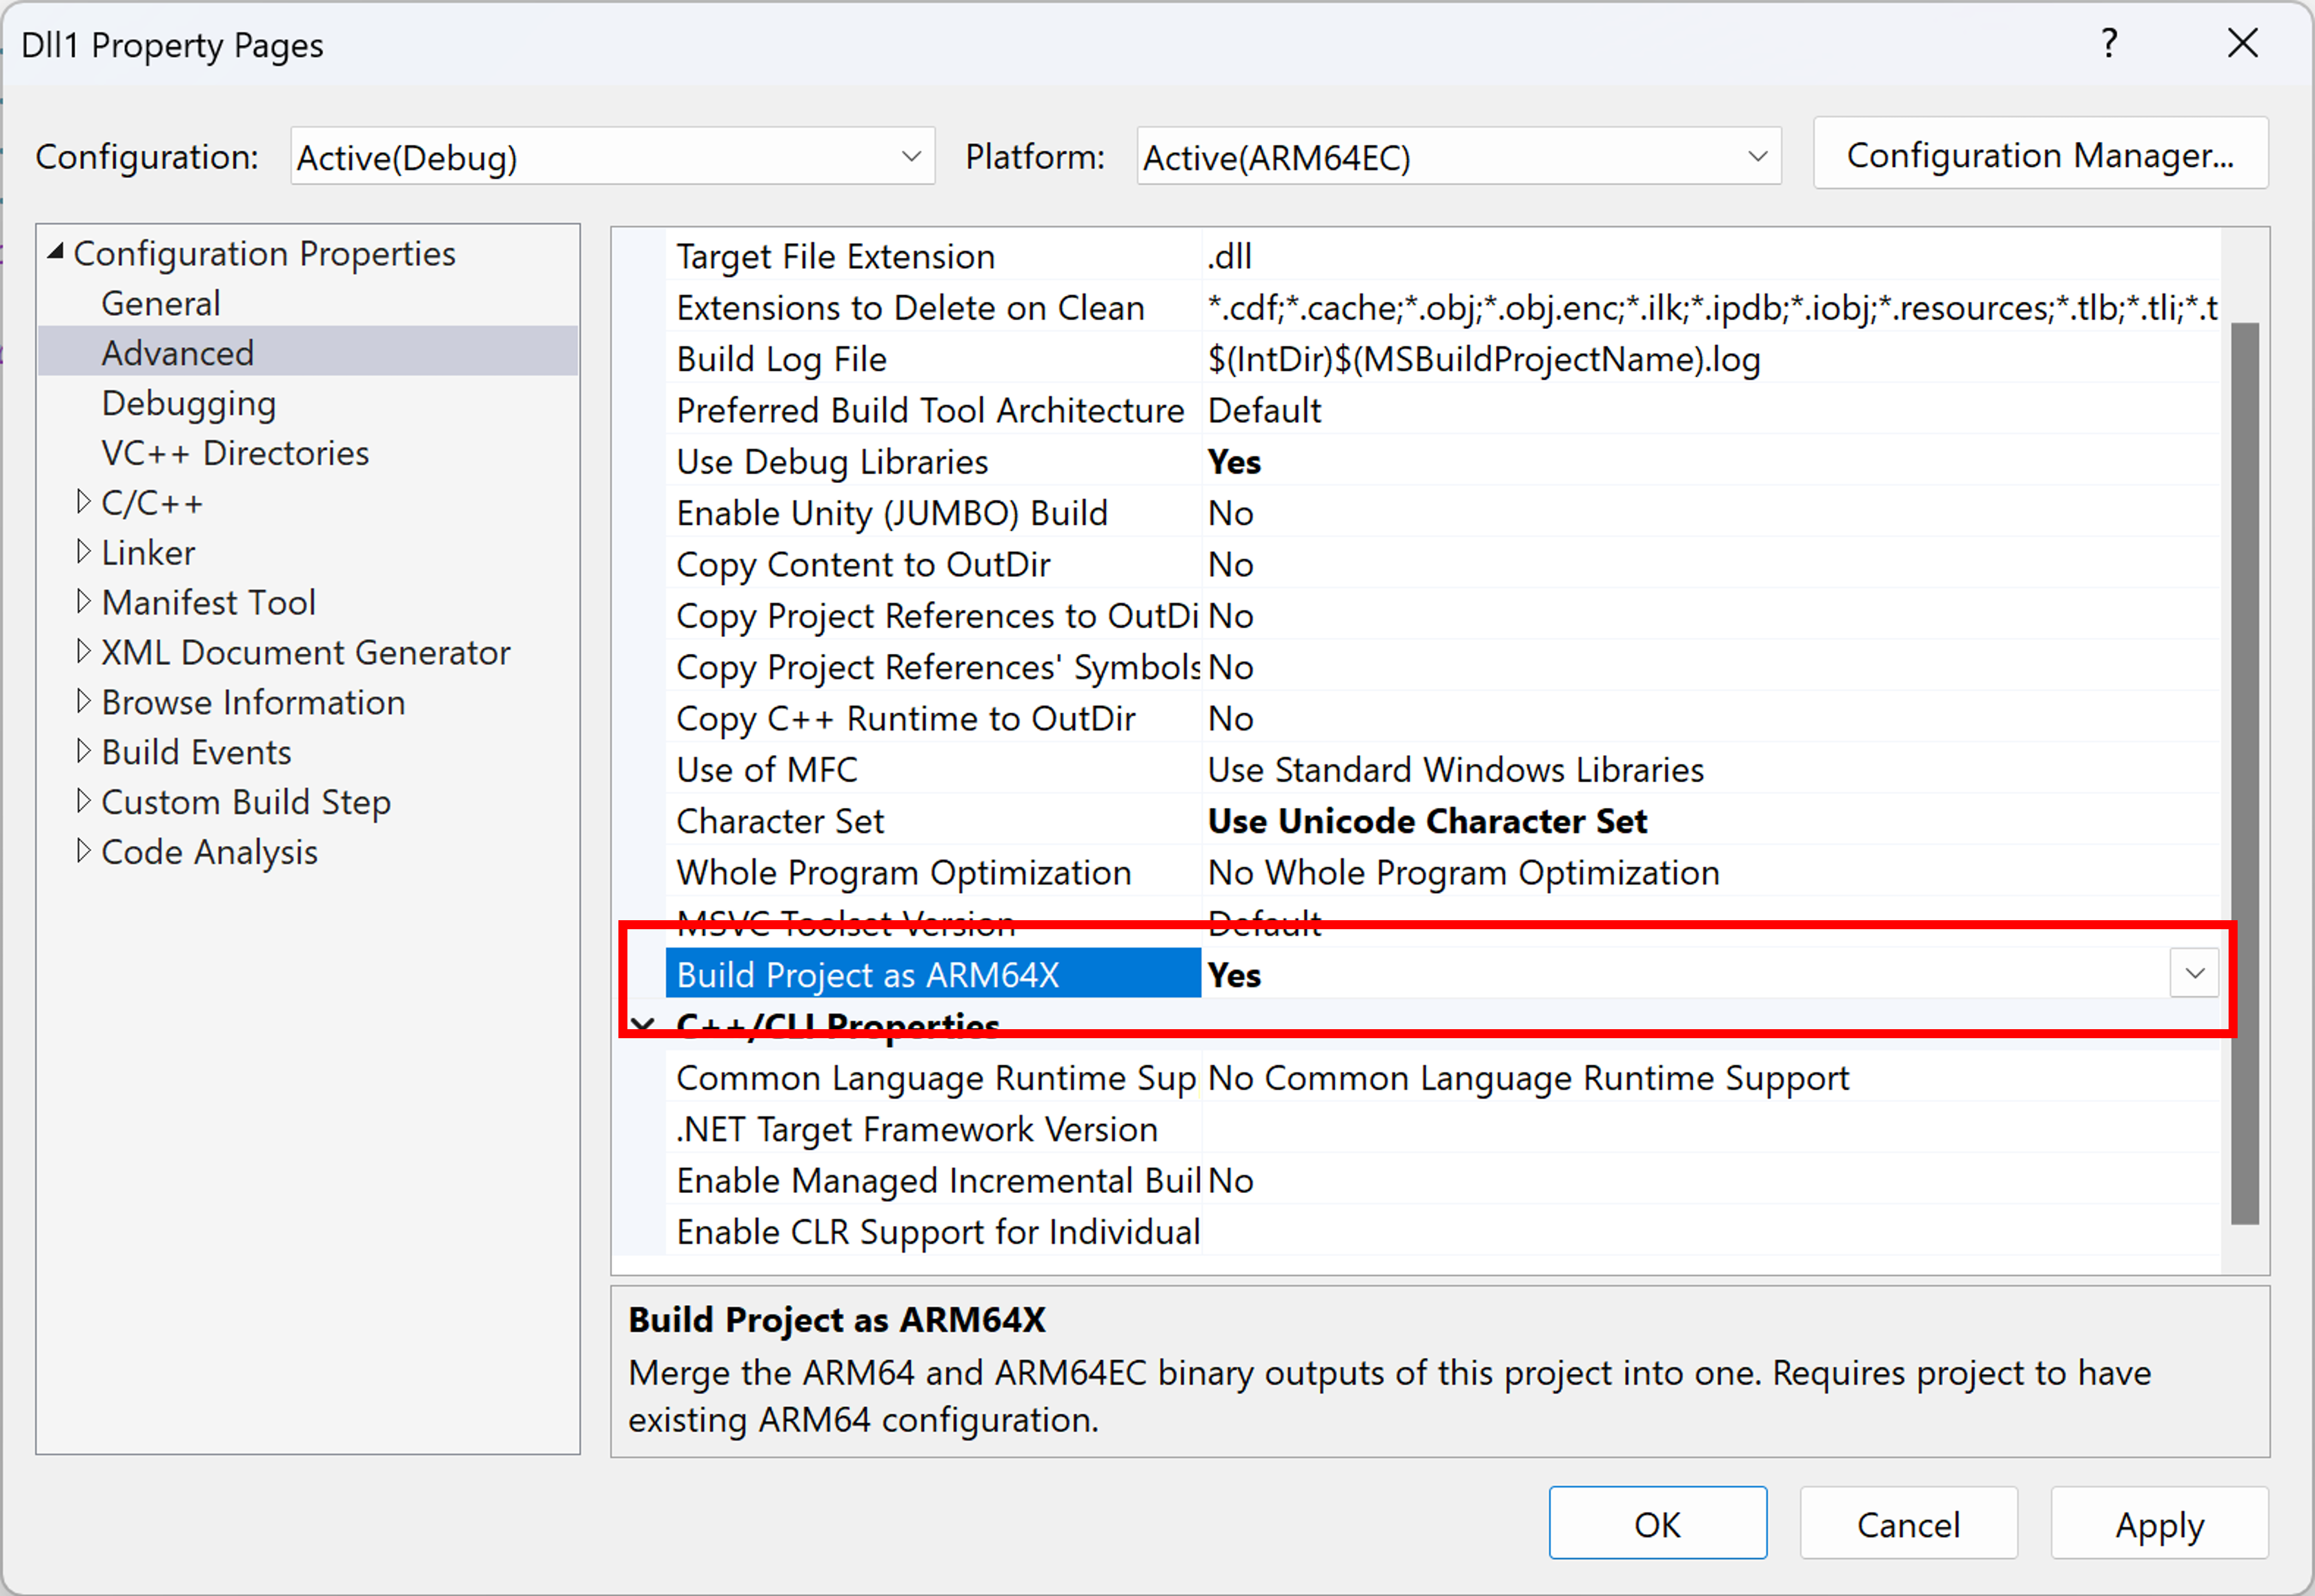 Dll1 Property Pages
?
Configuration: Active(Debug) Platform: Active(ARM64EC) Configuration Manager...
Configuration Properties
General
Advanced
Debugging
VC++ Directories
C/C++
Linker
Manifest Tool
XML Document Generator
Browse Information
Build Events
Custom Build Step
Code Analysis
Target File Extension .dll
Extensions to Delete on Clean *.cdf;*.cache;*.obj;*.obj.enc;*.ilk;*.ipdb;*.iobj;*.resources;*.tlb;*.tli;*.t
Build Log File $(IntDir)$(MSBuildProjectName).log
Preferred Build Tool Architecture Default
Use Debug Libraries Yes
Enable Unity (JUMBO) Build No
Copy Content to OutDir No
Copy Project References to OutDi No
Copy Project References' Symbols No
Copy C++ Runtime to OutDir No
Use of MFC Use Standard Windows Libraries
Character Set Use Unicode Character Set
Whole Program Optimization No Whole Program Optimization
MSVC Toolset Version Default
Build Project as ARM64X Yes
C++/CLI Properties
Common Language Runtime Sup No Common Language Runtime Support
.NET Target Framework Version
Enable Managed Incremental Buil No
Enable CLR Support for Individual
Build Project as ARM64X
Merge the ARM64 and ARM64EC binary outputs of this project into one. Requires project to have
existing ARM64 configuration.
OK Cancel Apply